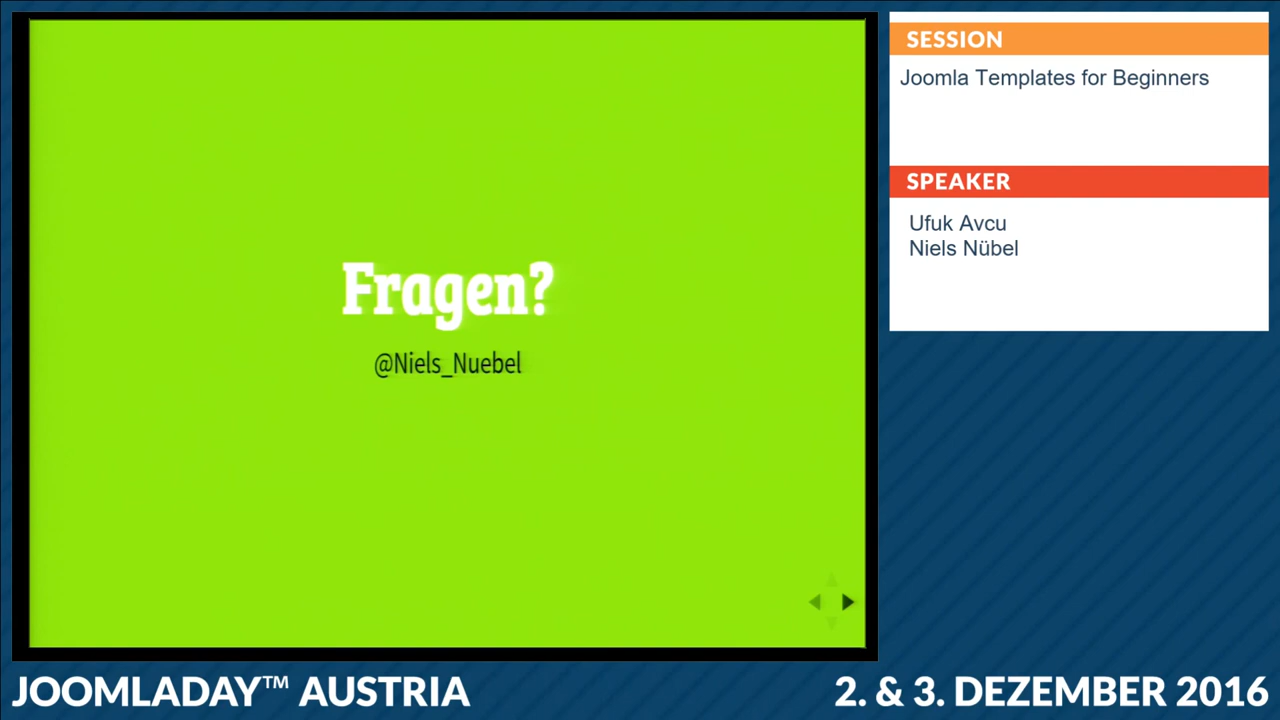 Fragen?
@Niels_Nuebel
SESSION
Joomla Templates for Beginners
SPEAKER
Ufuk Avcu
Niels Nübel
JOOMLADAY™ AUSTRIA
2. & 3. DEZEMBER 2016